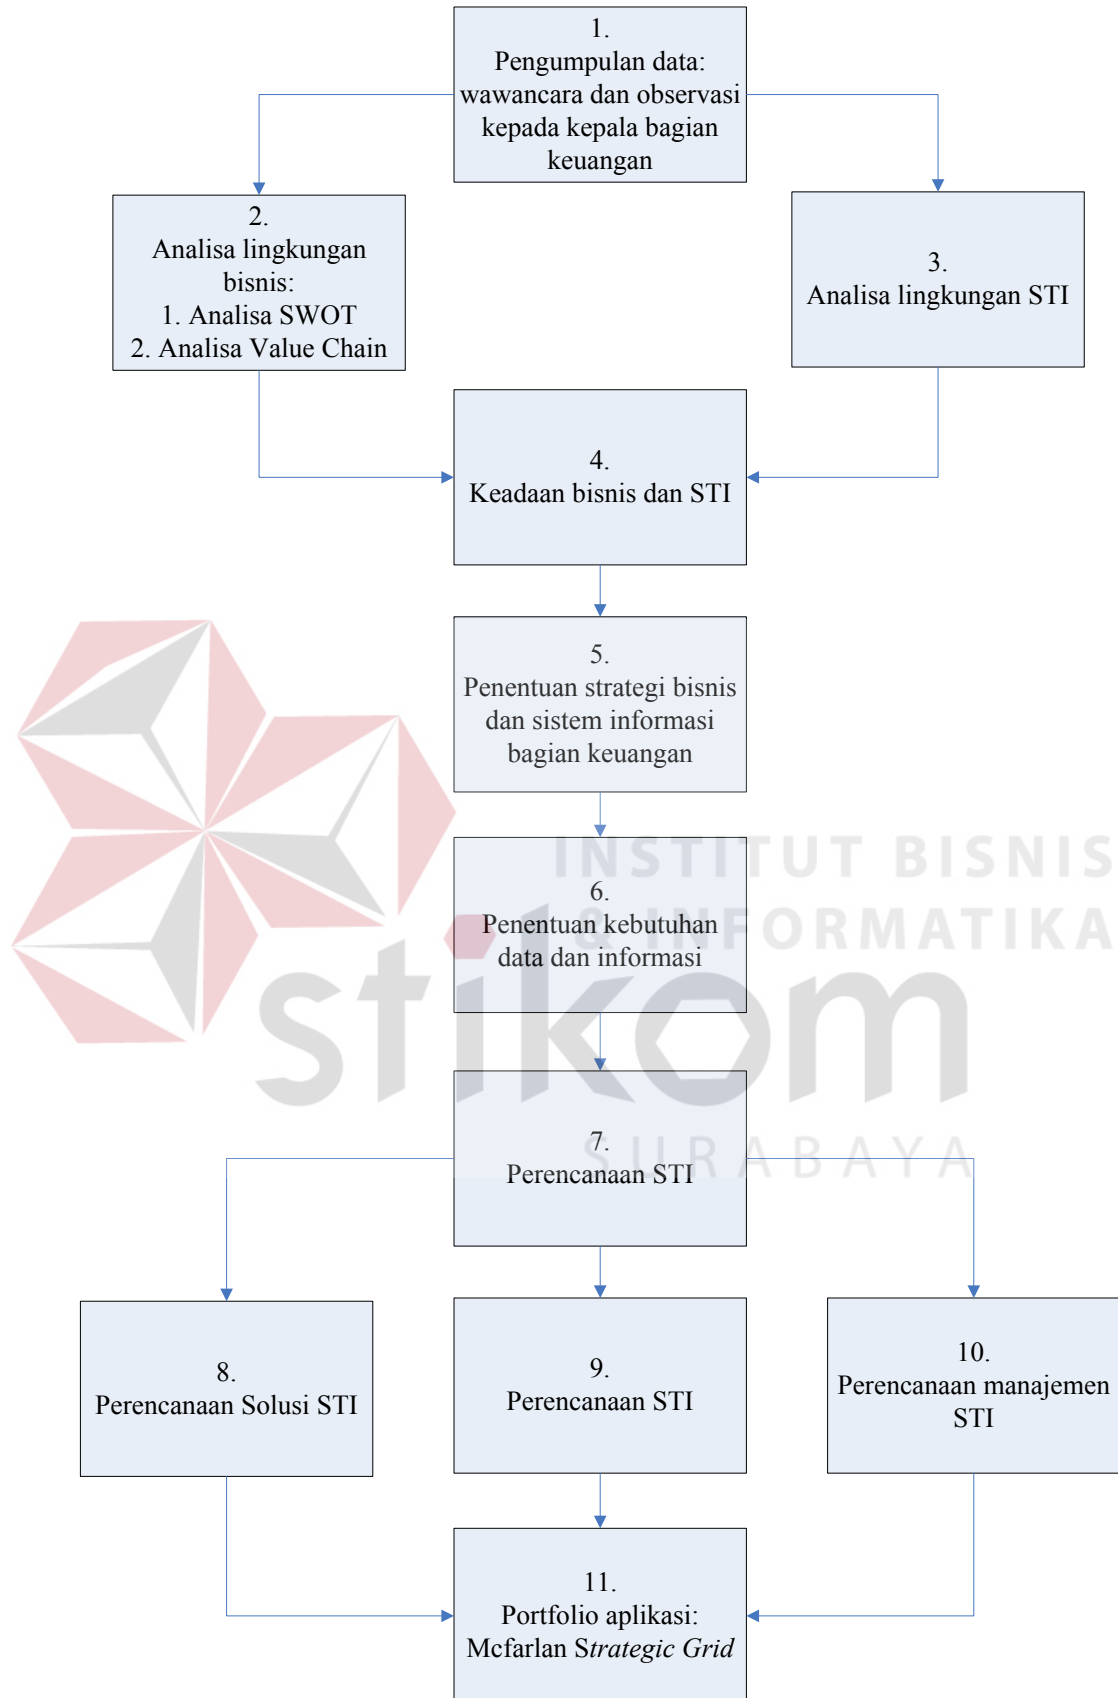 1.
Pengumpulan data:
wawancara dan observasi
kepada kepala bagian
keuangan
2.
Analisa lingkungan
bisnis:
1. Analisa SWOT
2. Analisa Value Chain
3.
Analisa lingkungan STI
4.
Keadaan bisnis dan STI
5.
Penentuan strategi bisnis
dan sistem informasi
bagian keuangan
INSTITUT BISNIS
& INFORMATIKA
stikom
SURABAYA
6.
Penentuan kebutuhan
data dan informasi
7.
Perencanaan STI
8.
Perencanaan Solusi STI
9.
Perencanaan STI
10.
Perencanaan manajemen
STI
11.
Portfolio aplikasi:
Mcfarlan Strategic Grid